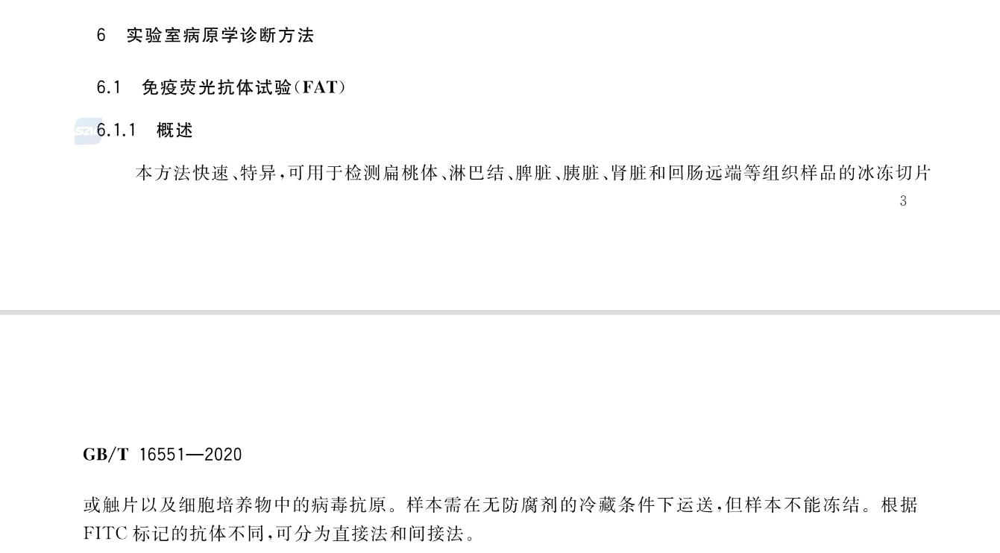 6 实验室病原学诊断方法
6.1 免疫荧光抗体试验(FAT)
6.1.1 概述
本方法快速、特异,可用于检测扁桃体、淋巴结、脾脏、胰脏、肾脏和回肠远端等组织样品的冰冻切片
3
GB/T 16551—2020
或触片以及细胞培养物中的病毒抗原。样本需在无防腐剂的冷藏条件下运送,但样本不能冻结。根据
FITC 标记的抗体不同,可分为直接法和间接法。